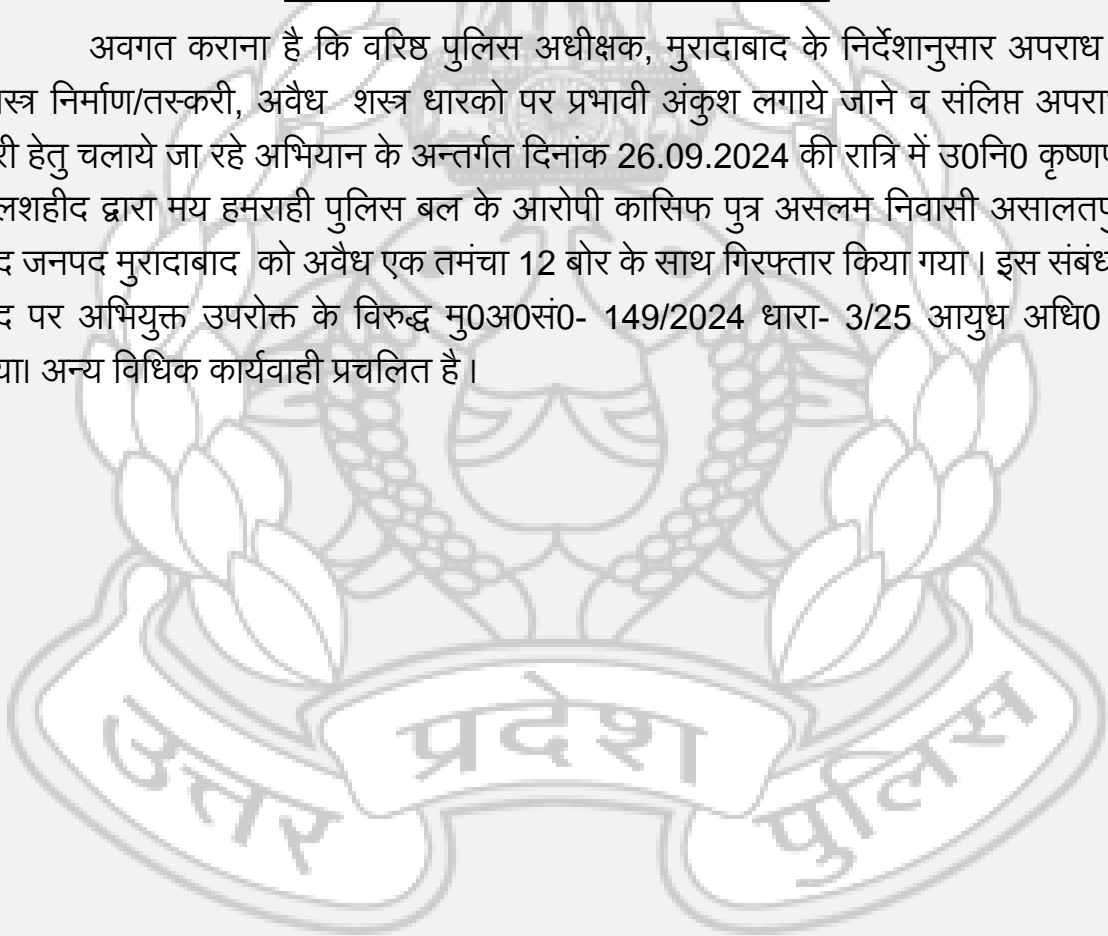 अवगत कराना है कि वरिष्ठ पुलिस अधीक्षक, मुरादाबाद के निर्देशानुसार अपराध
स्त्र निर्माण/तस्करी, अवैध शस्त्र धारको पर प्रभावी अंकुश लगाये जाने व संलिप्त अपरा
री हेतु चलाये जा रहे अभियान के अन्तर्गत दिनांक 26.09.2024 की रात्रि में उ0नि0 कृष्ण
लशहीद द्वारा मय हमराही पुलिस बल के आरोपी कासिफ पुत्र असलम निवासी असालतपु
द जनपद मुरादाबाद को अवैध एक तमंचा 12 बोर के साथ गिरफ्तार किया गया। इस संबंध
द पर अभियुक्त उपरोक्त के विरुद्ध मु0अ0सं0- 149/2024 धारा- 3/25 आयुध अधि0
या। अन्य विधिक कार्यवाही प्रचलित है।
उत्तर प्रदेश पुलिस